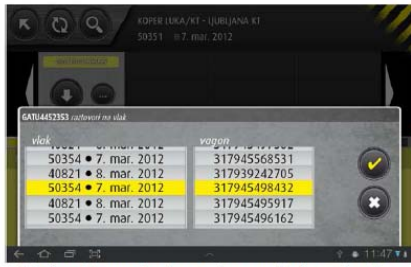 KOPER LUKA/KT - LJUBLJANA KT
50351 7. mar. 2012
GATU4452353 raztovori na vlak
vlak
vagon
50354 • 7. mar. 2012
317945568531
40821 • 8. mar. 2012
317939242705
50354 • 7. mar. 2012
317945498432
40821 • 8. mar. 2012
317945495917
50354 • 7. mar. 2012
317945496162
11:47